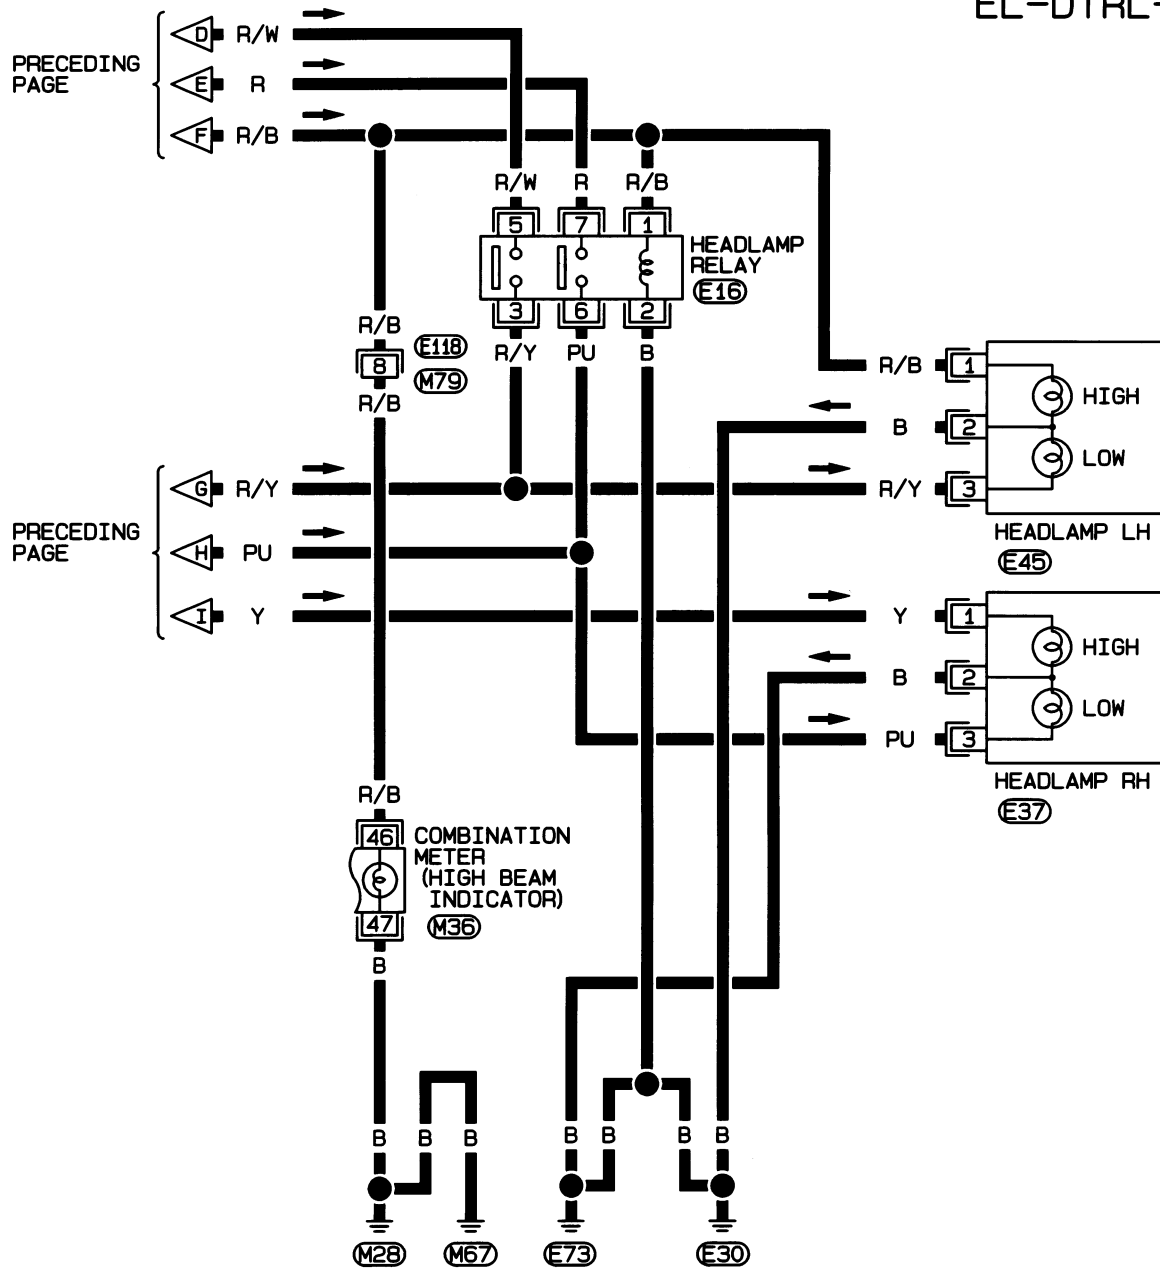 EL-DTRL-
PRECEDING
PAGE
D R/W
E R
F R/B
R/W R R/B
5 7 1
HEADLAMP
RELAY
E16
3 6 2
R/Y PU B
R/B
E118
8
M79
R/B
R/B 1
HIGH
B 2
LOW
R/Y 3
HEADLAMP LH
E45
PRECEDING
PAGE
G R/Y
H PU
I Y
Y 1
HIGH
B 2
LOW
PU 3
HEADLAMP RH
E37
R/B
46
COMBINATION
METER
(HIGH BEAM
INDICATOR)
47
M36
B
B B B B B B B
M28 M67 E73 E30